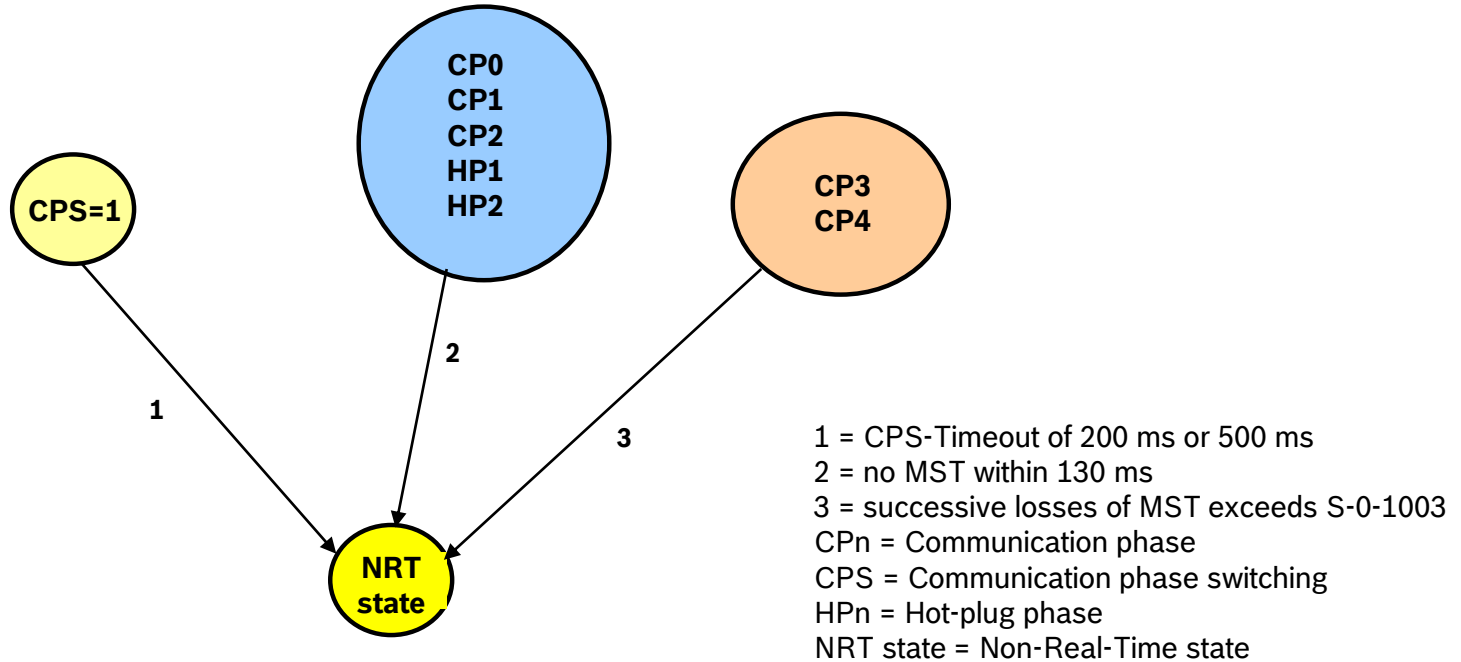 CP0
CP1
CP2
HP1
HP2
CP3
CP4
CPS=1
2
1
3
NRT
state
1 = CPS-Timeout of 200 ms or 500 ms
2 = no MST within 130 ms
3 = successive losses of MST exceeds S-0-1003
CPn = Communication phase
CPS = Communication phase switching
HPn = Hot-plug phase
NRT state = Non-Real-Time state